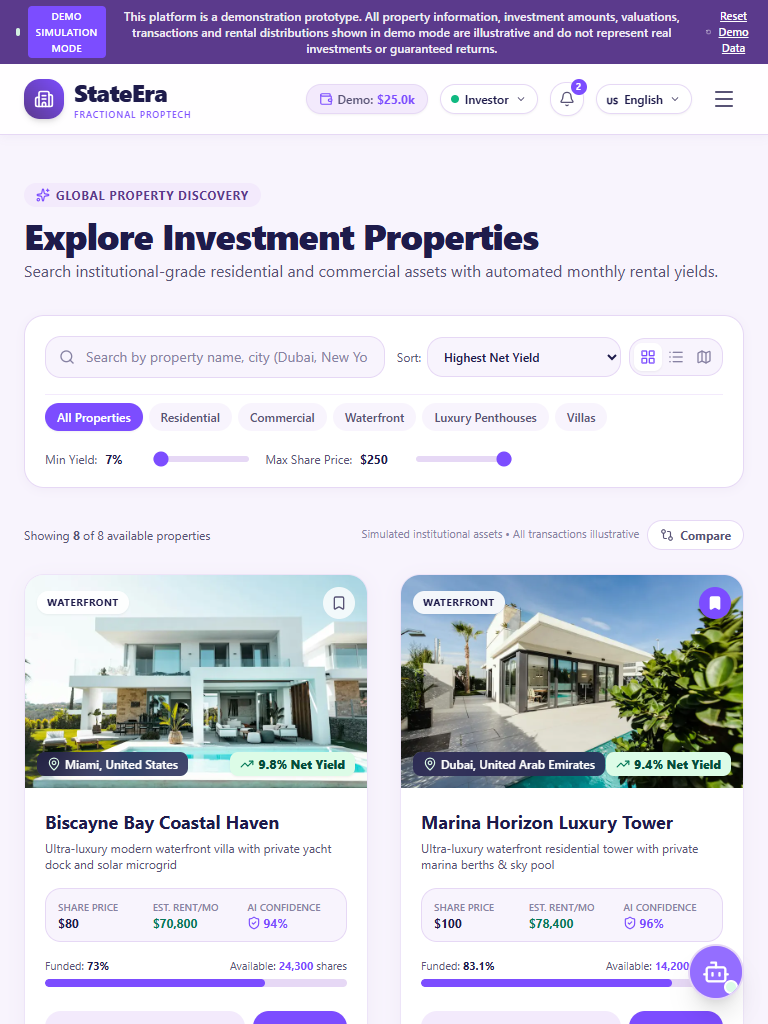 DEMO
SIMULATION
MODE
This platform is a demonstration prototype. All property information, investment amounts, valuations,
transactions and rental distributions shown in demo mode are illustrative and do not represent real
investments or guaranteed returns.
Reset
Demo
Data
StateEra
FRACTIONAL PROPTECH
Demo: $25.0k
Investor
2
us English
GLOBAL PROPERTY DISCOVERY
Explore Investment Properties
Search institutional-grade residential and commercial assets with automated monthly rental yields.
Search by property name, city (Dubai, New Yo
Sort: Highest Net Yield
All Properties Residential Commercial Waterfront Luxury Penthouses Villas
Min Yield: 7% Max Share Price: $250
Showing 8 of 8 available properties
Simulated institutional assets • All transactions illustrative
Compare
WATERFRONT
Miami, United States
9.8% Net Yield
Biscayne Bay Coastal Haven
Ultra-luxury modern waterfront villa with private yacht
dock and solar microgrid
SHARE PRICE EST. RENT/MO AI CONFIDENCE
$80 $70,800 94%
Funded: 73% Available: 24,300 shares
WATERFRONT
Dubai, United Arab Emirates
9.4% Net Yield
Marina Horizon Luxury Tower
Ultra-luxury waterfront residential tower with private
marina berths & sky pool
SHARE PRICE EST. RENT/MO AI CONFIDENCE
$100 $78,400 96%
Funded: 83.1% Available: 14,200